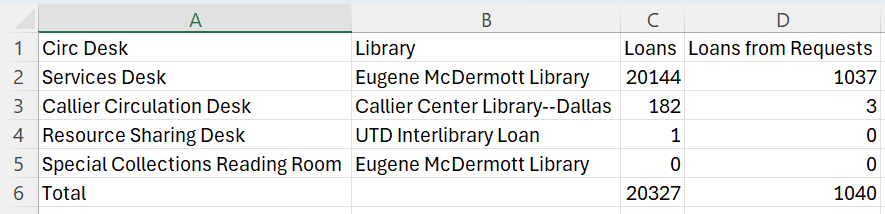 A B C D
1 Circ Desk Library Loans Loans from Requests
2 Services Desk Eugene McDermott Library 20144 1037
3 Callier Circulation Desk Callier Center Library--Dallas 182 3
4 Resource Sharing Desk UTD Interlibrary Loan 1 0
5 Special Collections Reading Room Eugene McDermott Library 0 0
6 Total 20327 1040